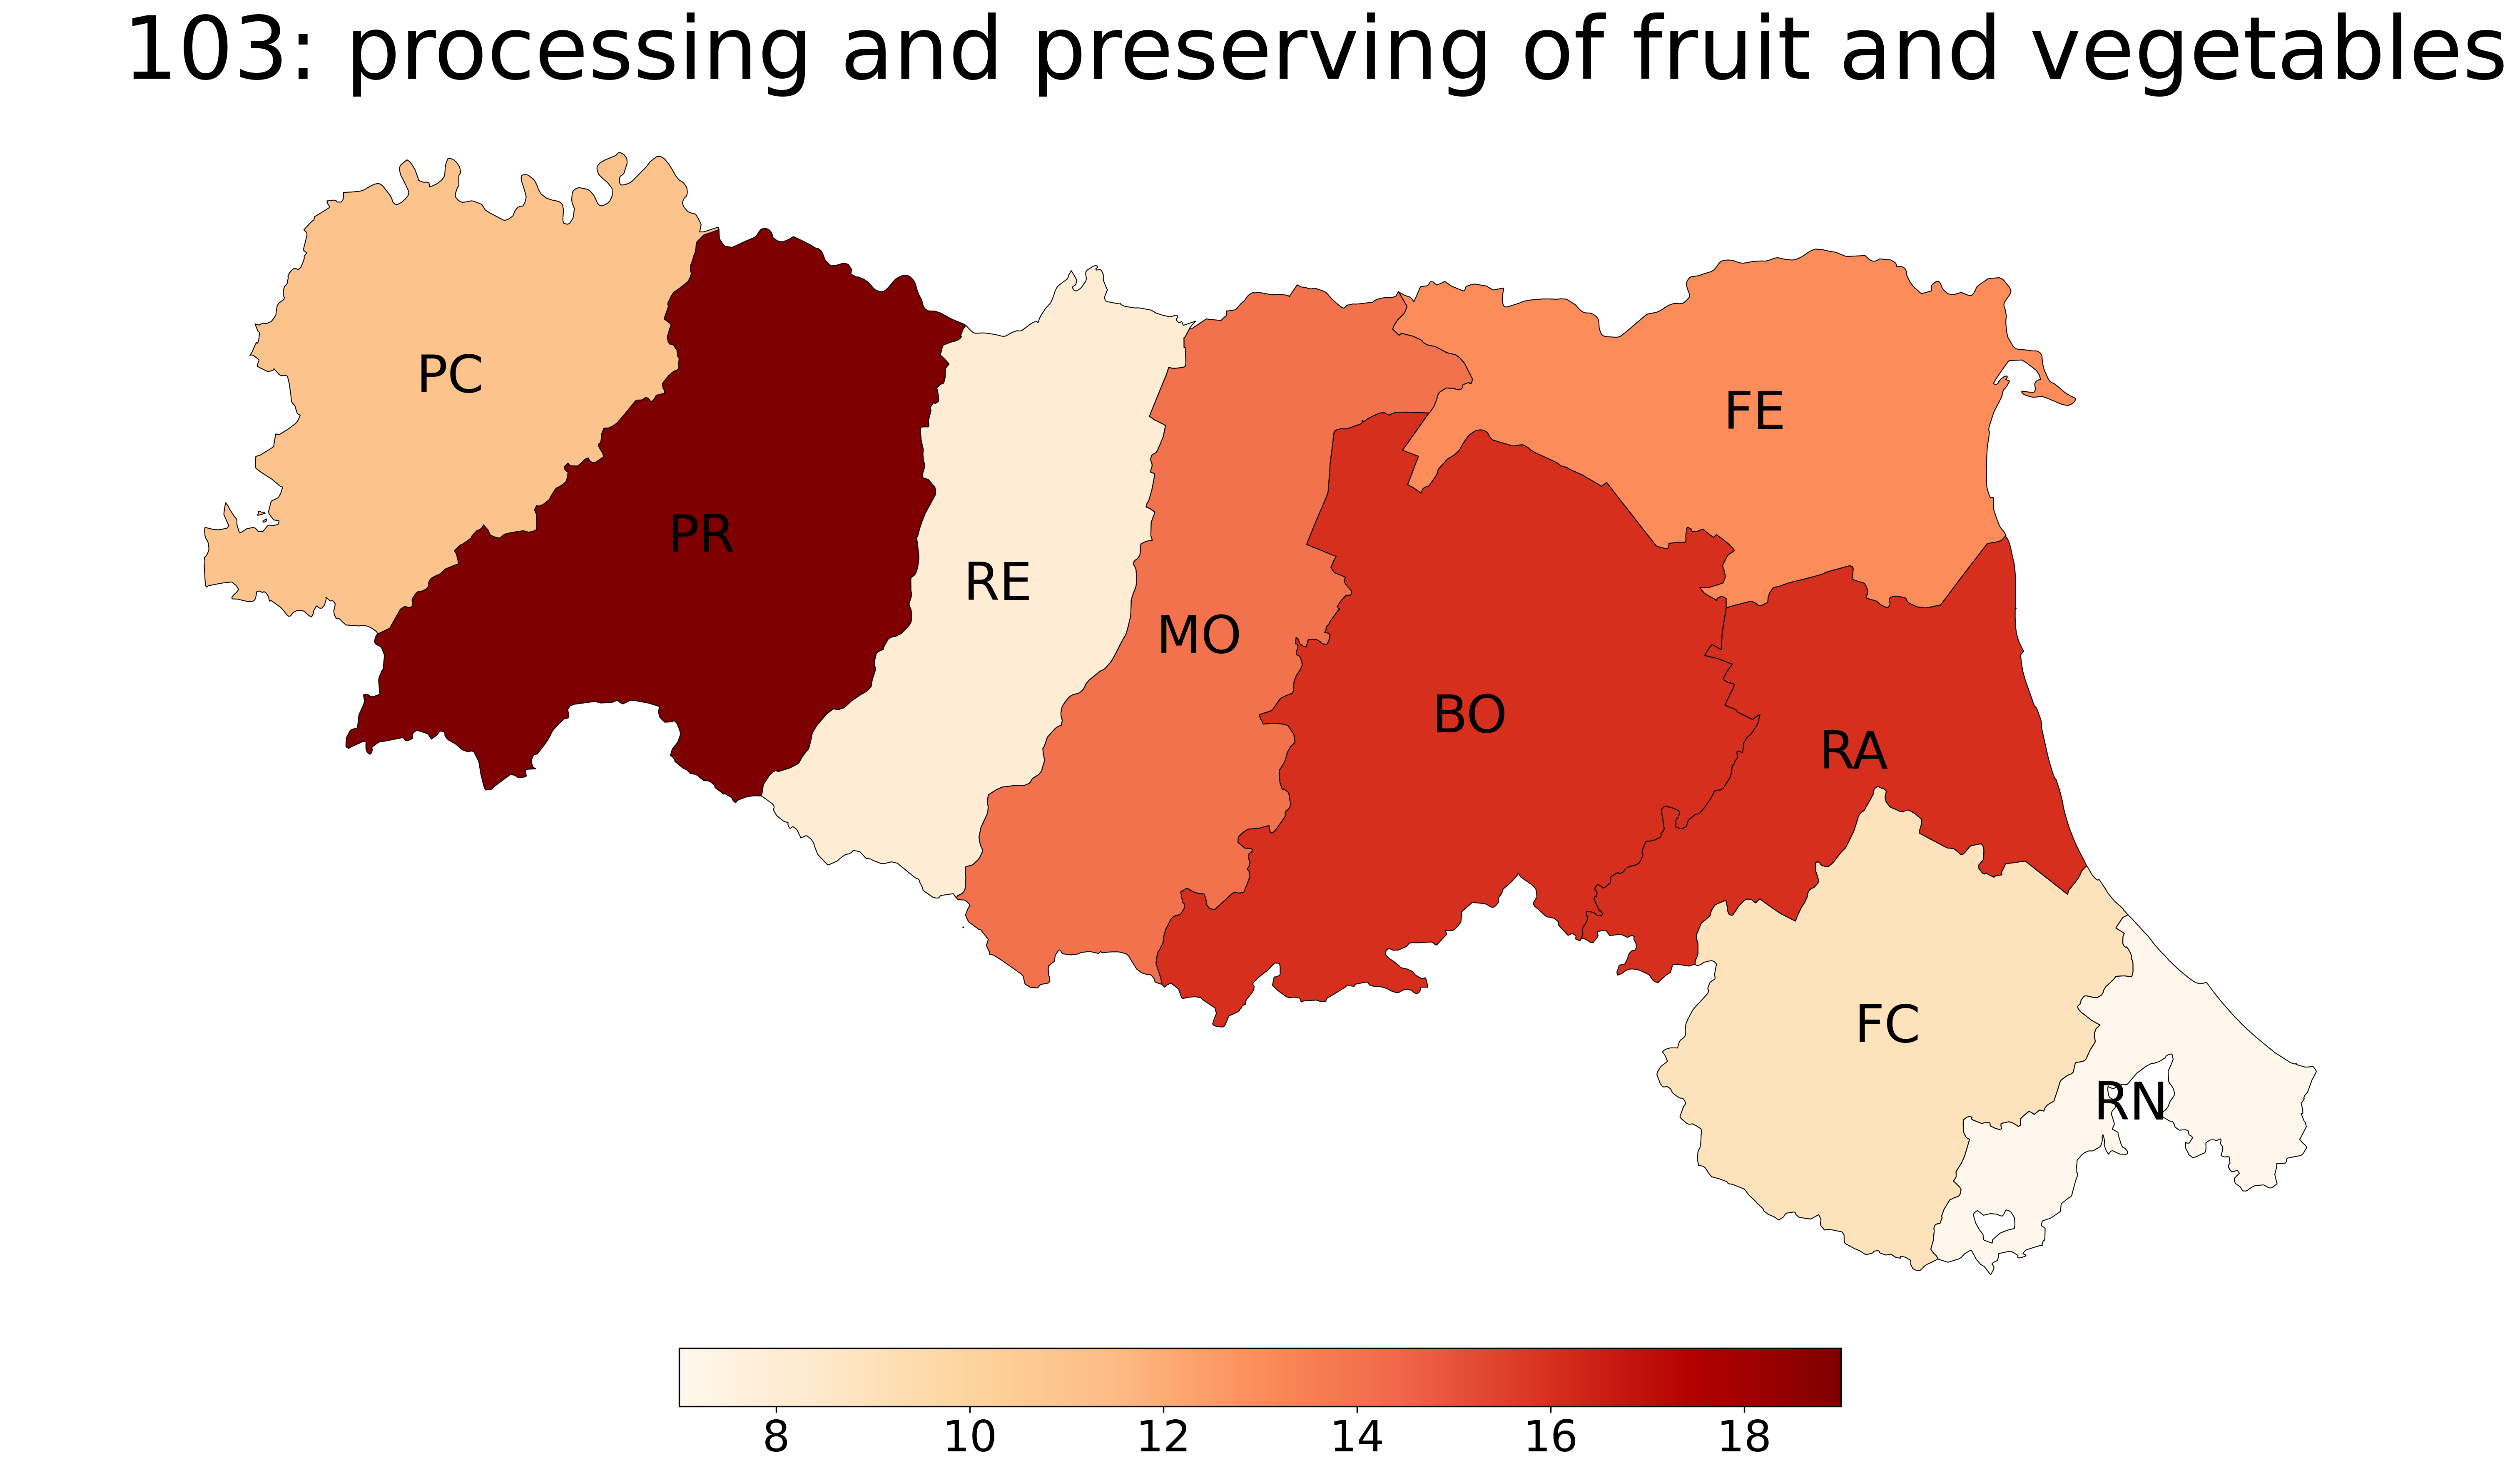 103: processing and preserving of fruit and vegetables
PC
FE
PR
RE
MO
BO
RA
FC
RN
8 10 12 14 16 18